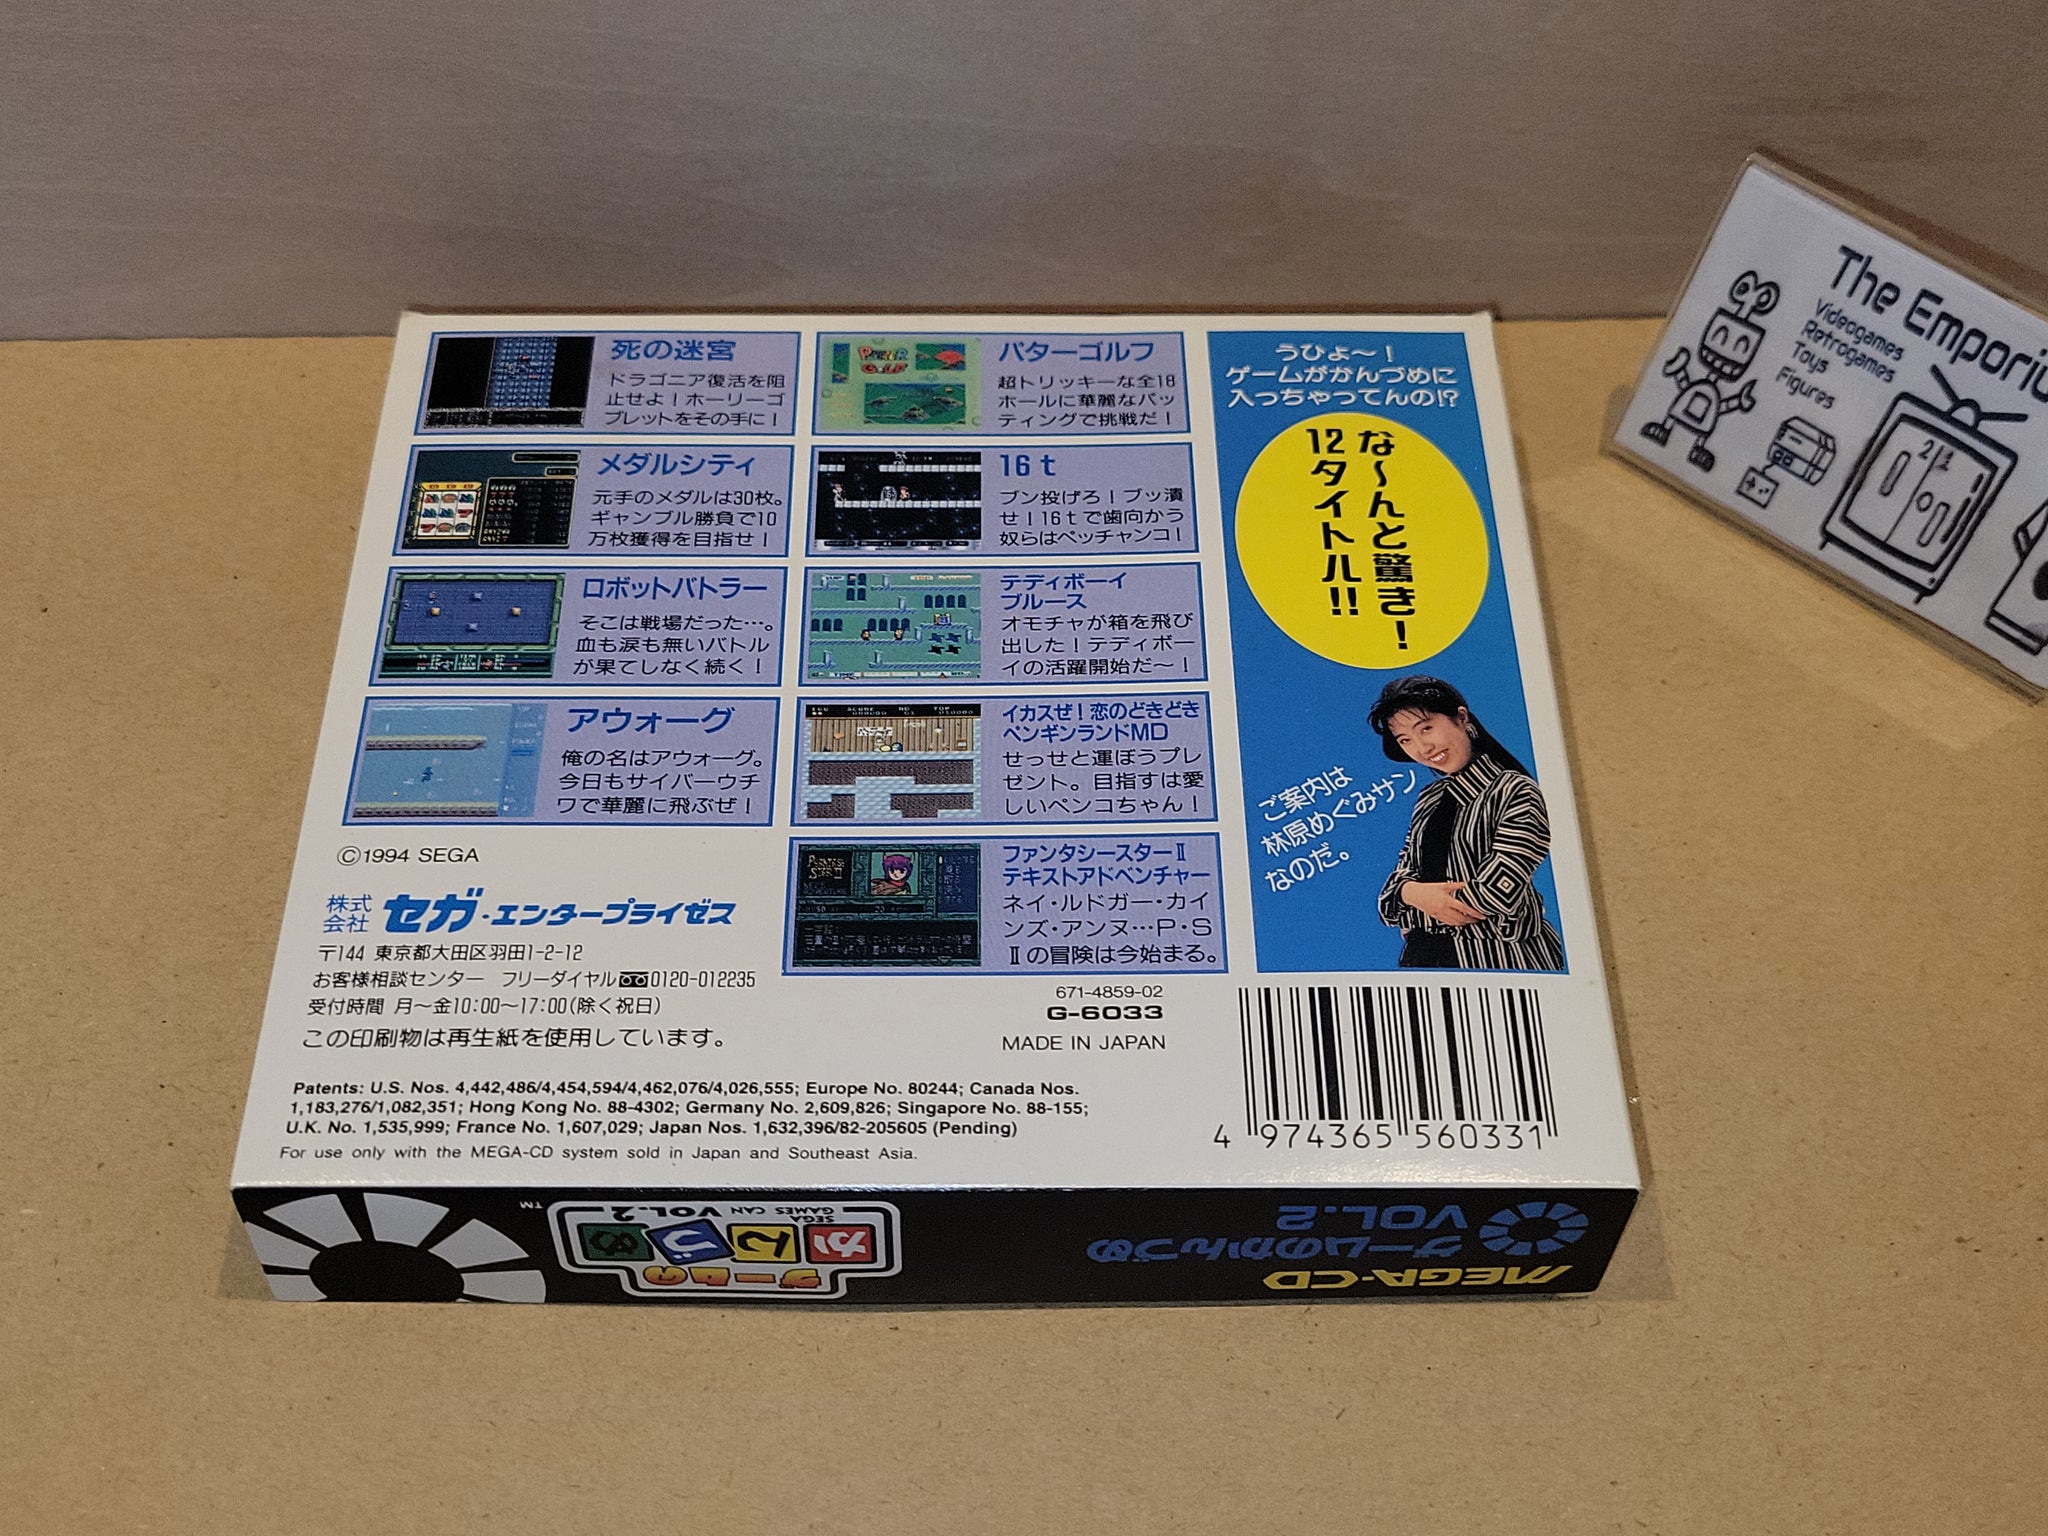 死の迷宮
ドラゴニア復活を阻
止せよ！ホーリーゴ
ブレットをその手に！
メダルシティ
元手のメダルは30枚。
ギャンブル勝負で10
万枚獲得を目指せ！
ロボットバトラー
そこは戦場だった…。
血も涙も無いバトル
が果てしなく続く！
アウォーグ
俺の名はアウォーグ。
今日もサイバーウチ
ワで華麗に飛ぶぜ！
パターゴルフ
超トリッキーな全18
ホールに華麗なパッ
ティングで挑戦だ！
PUTTER
GOLF
16t
ブン投げろ！ブッ潰
せ！16tで歯向かう
奴らはペッチャンコ！
テディボーイ
ブルース
オモチャが箱を飛び
出した！テディボー
イの活躍開始だ〜！
イカスぜ！恋のどきどき
ペンギンランドMD
せっせと運ぼうプレ
ゼント。目指すは愛
しいペンコちゃん！
ファンタシースターII
テキストアドベンチャー
ネイ・ルドガー・カイ
ンズ・アンヌ…P・S
IIの冒険は今始まる。
うひょ〜！
ゲームがかんづめに
入っちゃってんの!?
な〜んと驚き！
12タイトル!!
ご案内は
林原めぐみサン
なのだ。
©1994 SEGA
株式会社 セガ・エンタープライゼス
〒144 東京都大田区羽田1-2-12
お客様相談センター フリーダイヤル0120-012235
受付時間 月〜金10:00〜17:00(除く祝日)
この印刷物は再生紙を使用しています。
671-4859-02
G-6033
MADE IN JAPAN
Patents: U.S. Nos. 4,442,486/4,454,594/4,462,076/4,026,555; Europe No. 80244; Canada Nos.
1,183,276/1,082,351; Hong Kong No. 88-4302; Germany No. 2,609,826; Singapore No. 88-155;
U.K. No. 1,535,999; France No. 1,607,029; Japan Nos. 1,632,396/82-205605 (Pending)
For use only with the MEGA-CD system sold in Japan and Southeast Asia.
4 974365 560331
MEGA-CD
ゲームのかんづめ
VOL.2
ゲームの
かんづめ
SEGA
GAMES CAN VOL.2
TM
The Emporiu
Videogames
Retrogames
Toys
Figures